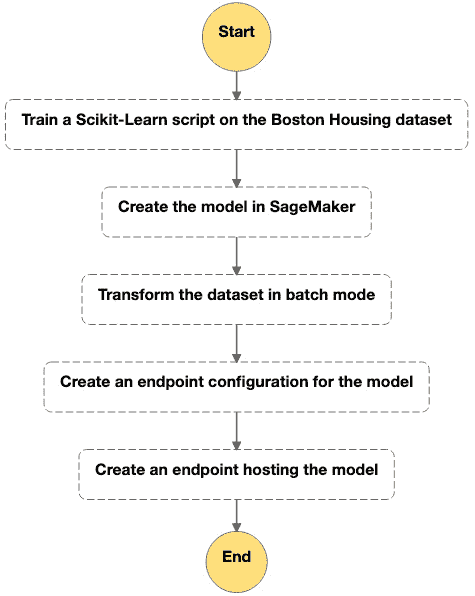 Start
Train a Scikit-Learn script on the Boston Housing dataset
Create the model in SageMaker
Transform the dataset in batch mode
Create an endpoint configuration for the model
Create an endpoint hosting the model
End